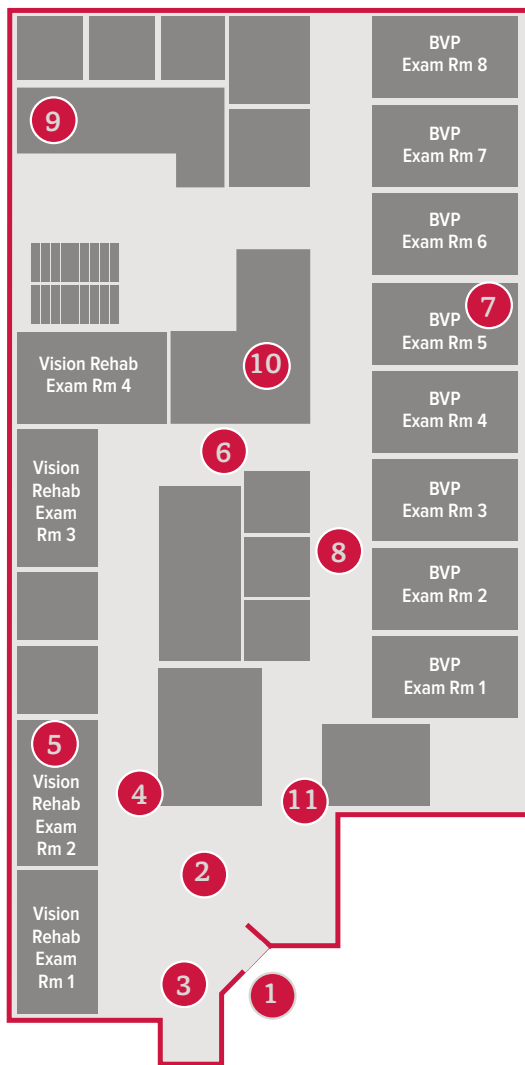 BVP
Exam Rm 8
9
BVP
Exam Rm 7
BVP
Exam Rm 6
7
BVP
Exam Rm 5
Vision Rehab
Exam Rm 4
10
BVP
Exam Rm 4
6
Vision
Rehab
Exam
Rm 3
BVP
Exam Rm 3
8
BVP
Exam Rm 2
BVP
Exam Rm 1
5
Vision
Rehab
Exam
Rm 2
4
11
2
Vision
Rehab
Exam
Rm 1
3
1